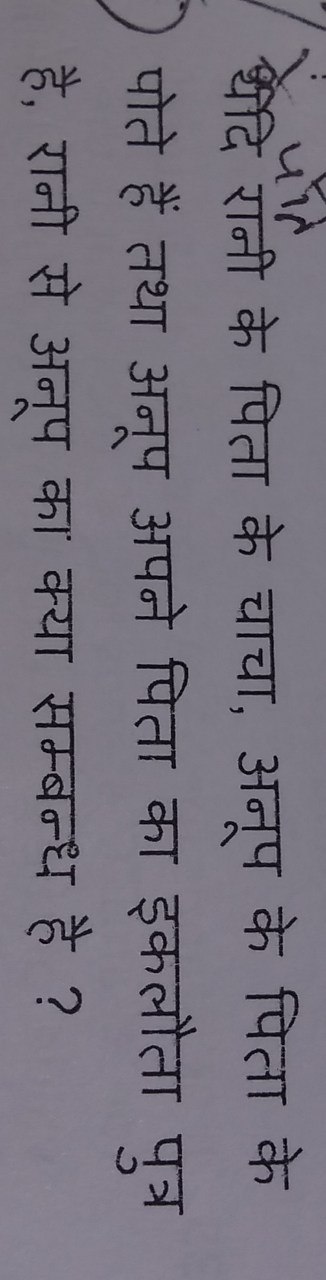 यदि रानी के पिता के चाचा, अनूप के पिता के
पोते हैं तथा अनूप अपने पिता का इकलौता पुत्र
है, रानी से अनूप का क्या सम्बन्ध है ?